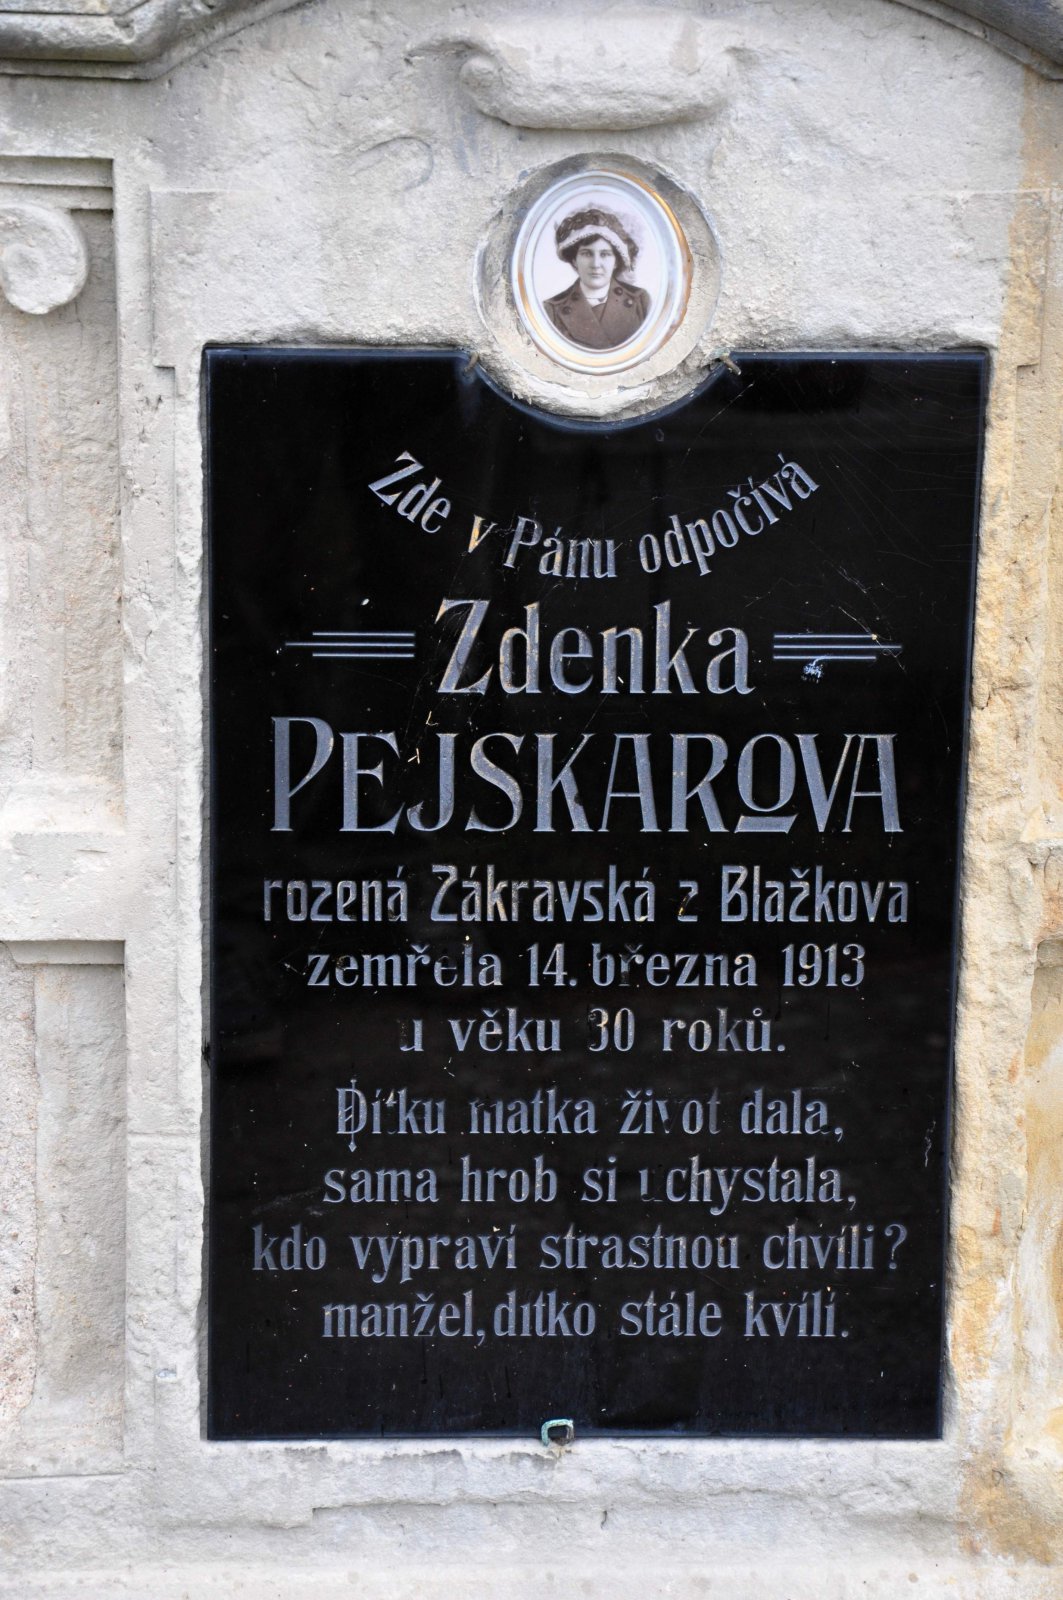 Zde v Pánu odpočívá
Zdenka
PEJSKAROVA
rozená Zákravská z Blažkova
zemřela 14. března 1913
u věku 30 roků.
Dítku matka život dala,
sama hrob si uchystala,
kdo vypraví strastnou chvíli?
manžel, dítko stále kvílí.